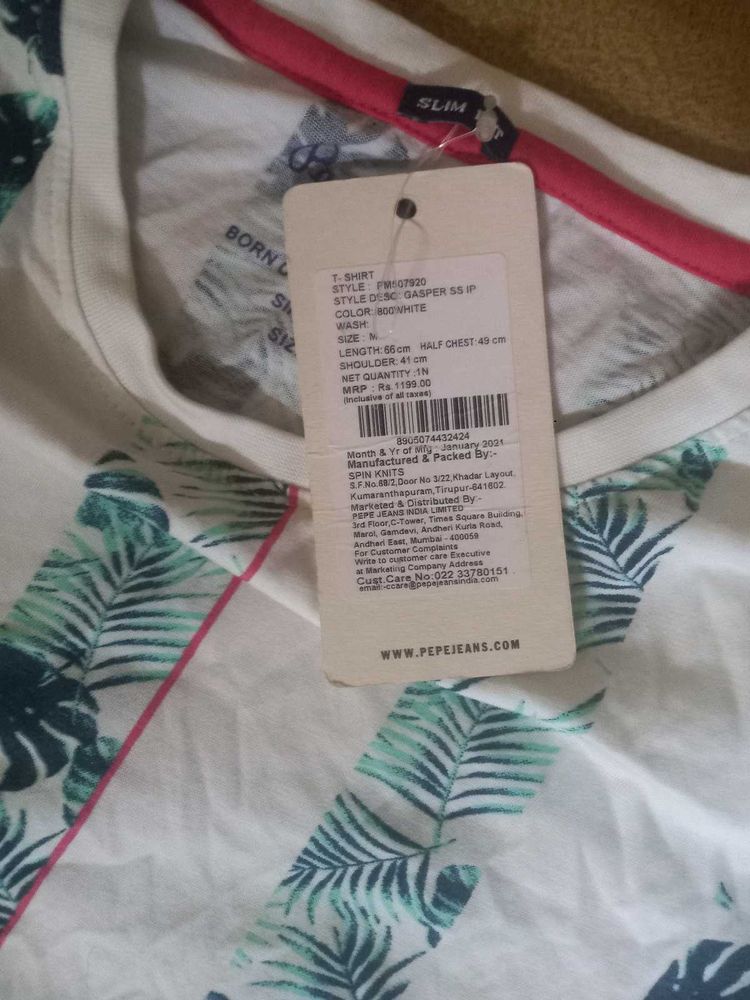 SLIM
BORN
T- SHIRT
STYLE : PM507920
STYLE DESC: GASPER SS IP
COLOR: 800WHITE
WASH:
SIZE : M
LENGTH: 66 cm HALF CHEST: 49 cm
SHOULDER: 41 cm
NET QUANTITY :1N
MRP : Rs. 1199.00
(Inclusive of all taxes)
8905074432424
Month & Yr of Mfg : January 2021
Manufactured & Packed By:-
SPIN KNITS
S.F.No.69/2,Door No 3/22,Khadar Layout,
Kumaranthapuram,Tirupur-641602.
Marketed & Distributed By:-
PEPE JEANS INDIA LIMITED
3rd Floor,C-Tower, Times Square Building,
Marol, Gamdevi, Andheri Kurla Road,
Andheri East, Mumbai - 400059
For Customer Complaints
Write to customer care Executive
at Marketing Company Address
Cust.Care No:022 33780151
email:-ccare@pepejeansindia.com
WWW.PEPEJEANS.COM